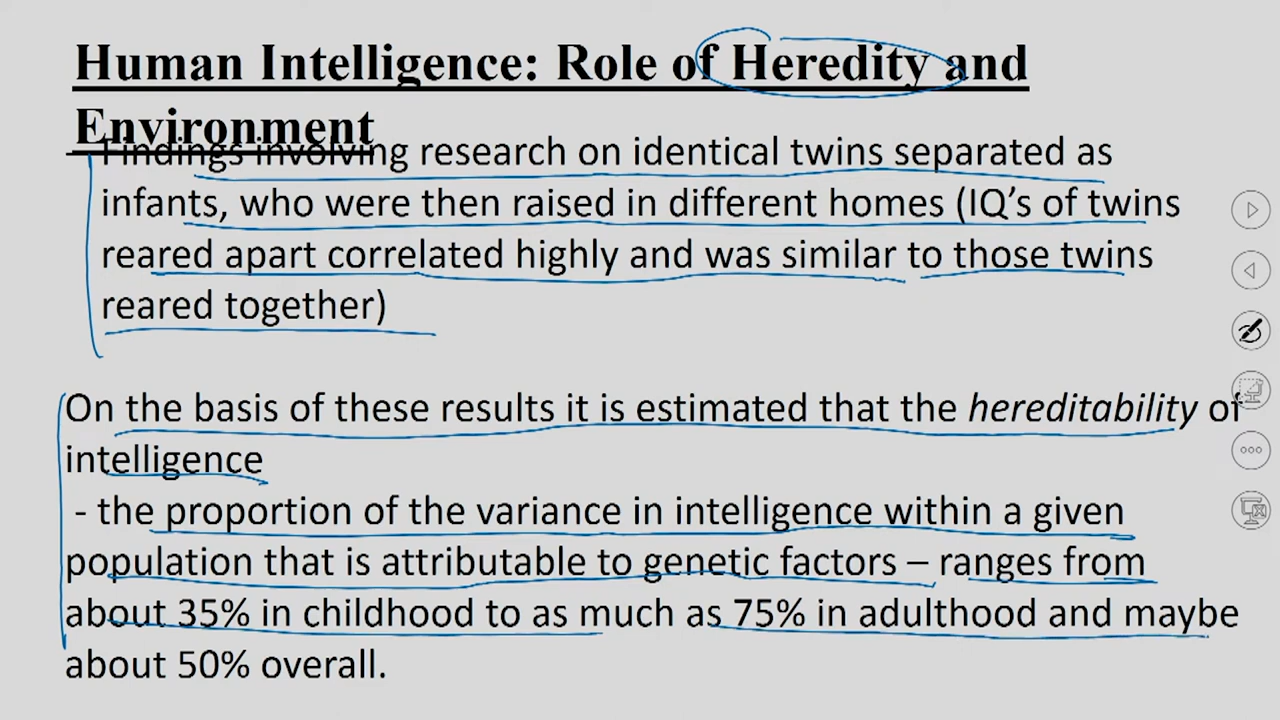 Human Intelligence: Role of Heredity and
Environment
Findings involving research on identical twins separated as
infants, who were then raised in different homes (IQ's of twins
reared apart correlated highly and was similar to those twins
reared together)
On the basis of these results it is estimated that the hereditability of
intelligence
- the proportion of the variance in intelligence within a given
population that is attributable to genetic factors – ranges from
about 35% in childhood to as much as 75% in adulthood and maybe
about 50% overall.